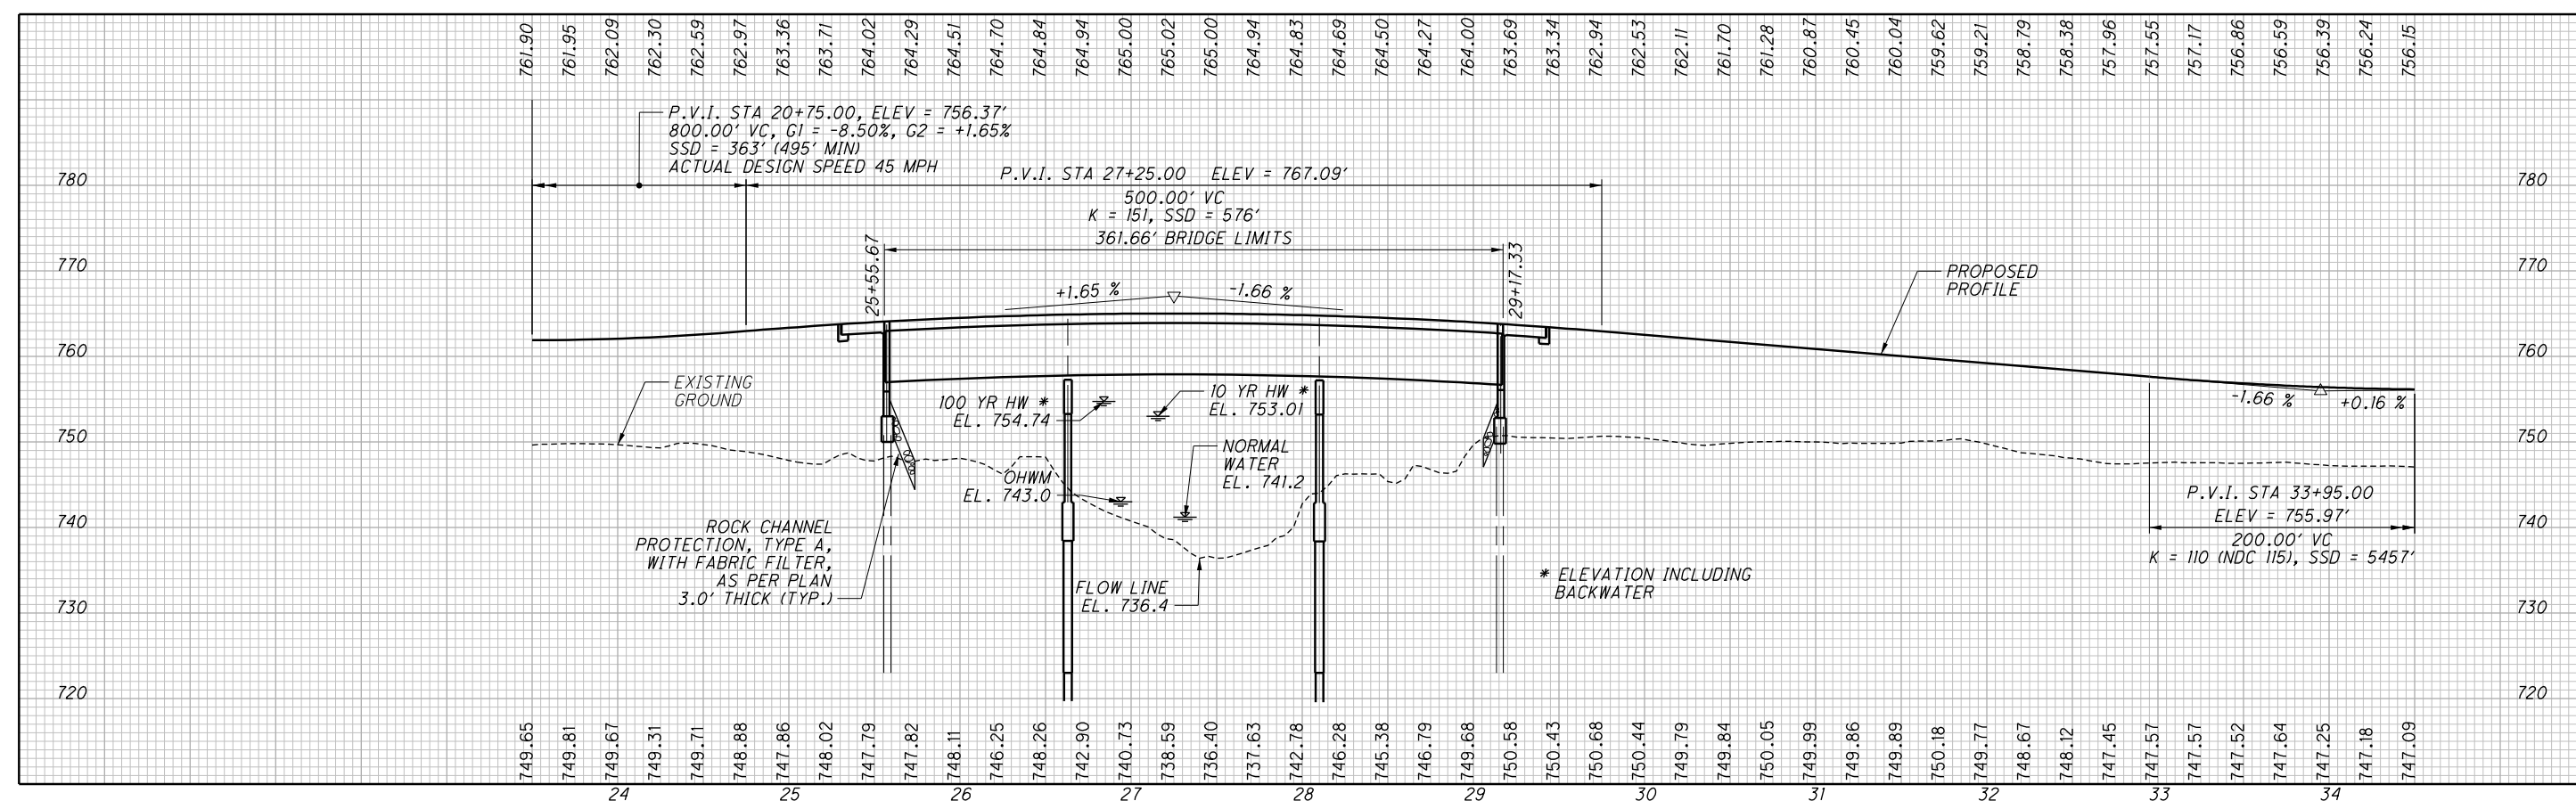 761.90 761.95 762.09 762.30 762.59 762.97 763.36 763.71 764.02 764.29 764.51 764.70 764.84 764.94 765.00 765.02 765.00 764.94 764.83 764.69 764.50 764.27 764.00 763.69 763.34 762.94 762.53 762.11 761.70 761.28 760.87 760.45 760.04 759.62 759.21 758.79 758.38 757.96 757.55 757.17 756.86 756.59 756.39 756.24 756.15
P.V.I. STA 20+75.00, ELEV = 756.37'
800.00' VC, G1 = -8.50%, G2 = +1.65%
SSD = 363' (495' MIN)
ACTUAL DESIGN SPEED 45 MPH
P.V.I. STA 27+25.00 ELEV = 767.09'
500.00' VC
K = 151, SSD = 576'
361.66' BRIDGE LIMITS
25+55.67
29+17.33
780
780
770
770
+1.65 %
-1.66 %
PROPOSED
PROFILE
760
760
EXISTING
GROUND
100 YR HW *
EL. 754.74
10 YR HW *
EL. 753.01
-1.66 %
+0.16 %
750
750
NORMAL
WATER
EL. 741.2
OHWM
EL. 743.0
P.V.I. STA 33+95.00
ELEV = 755.97'
200.00' VC
K = 110 (NDC 115), SSD = 5457'
740
740
ROCK CHANNEL
PROTECTION, TYPE A,
WITH FABRIC FILTER,
AS PER PLAN
3.0' THICK (TYP.)
FLOW LINE
EL. 736.4
* ELEVATION INCLUDING
BACKWATER
730
730
720
720
749.65 749.81 749.67 749.31 749.71 748.88 747.86 748.02 747.79 747.82 748.11 746.25 748.26 742.90 740.73 738.59 736.40 737.63 742.78 746.28 745.38 746.79 749.68 750.58 750.43 750.68 750.44 749.79 749.84 750.05 749.99 749.86 749.89 750.18 749.77 748.67 748.12 747.45 747.57 747.57 747.52 747.64 747.25 747.18 747.09
24 25 26 27 28 29 30 31 32 33 34